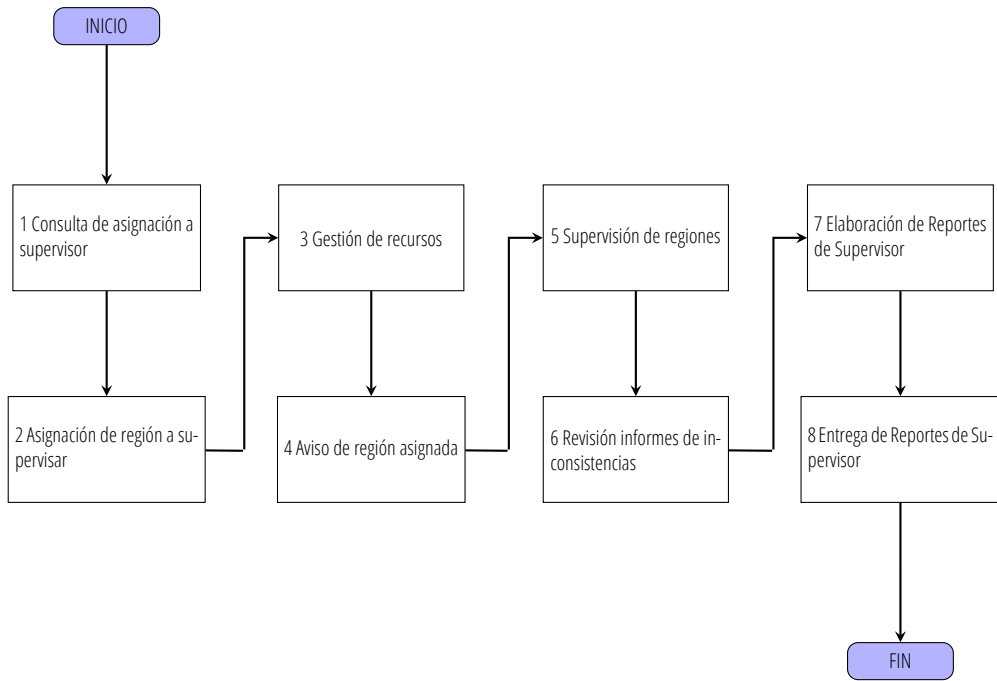 INICIO
1 Consulta de asignación a
supervisor
2 Asignación de región a su-
pervisar
3 Gestión de recursos
4 Aviso de región asignada
5 Supervisión de regiones
6 Revisión informes de in-
consistencias
7 Elaboración de Reportes
de Supervisor
8 Entrega de Reportes de Su-
pervisor
FIN